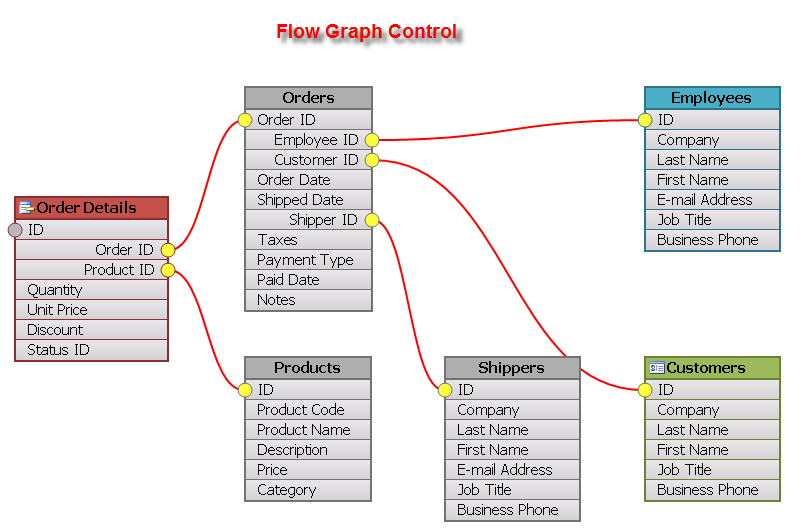 Flow Graph Control
Order Details
ID
Order ID
Product ID
Quantity
Unit Price
Discount
Status ID
Orders
Order ID
Employee ID
Customer ID
Order Date
Shipped Date
Shipper ID
Taxes
Payment Type
Paid Date
Notes
Employees
ID
Company
Last Name
First Name
E-mail Address
Job Title
Business Phone
Products
ID
Product Code
Product Name
Description
Price
Category
Shippers
ID
Company
Last Name
First Name
E-mail Address
Job Title
Business Phone
Customers
ID
Company
Last Name
First Name
Job Title
Business Phone